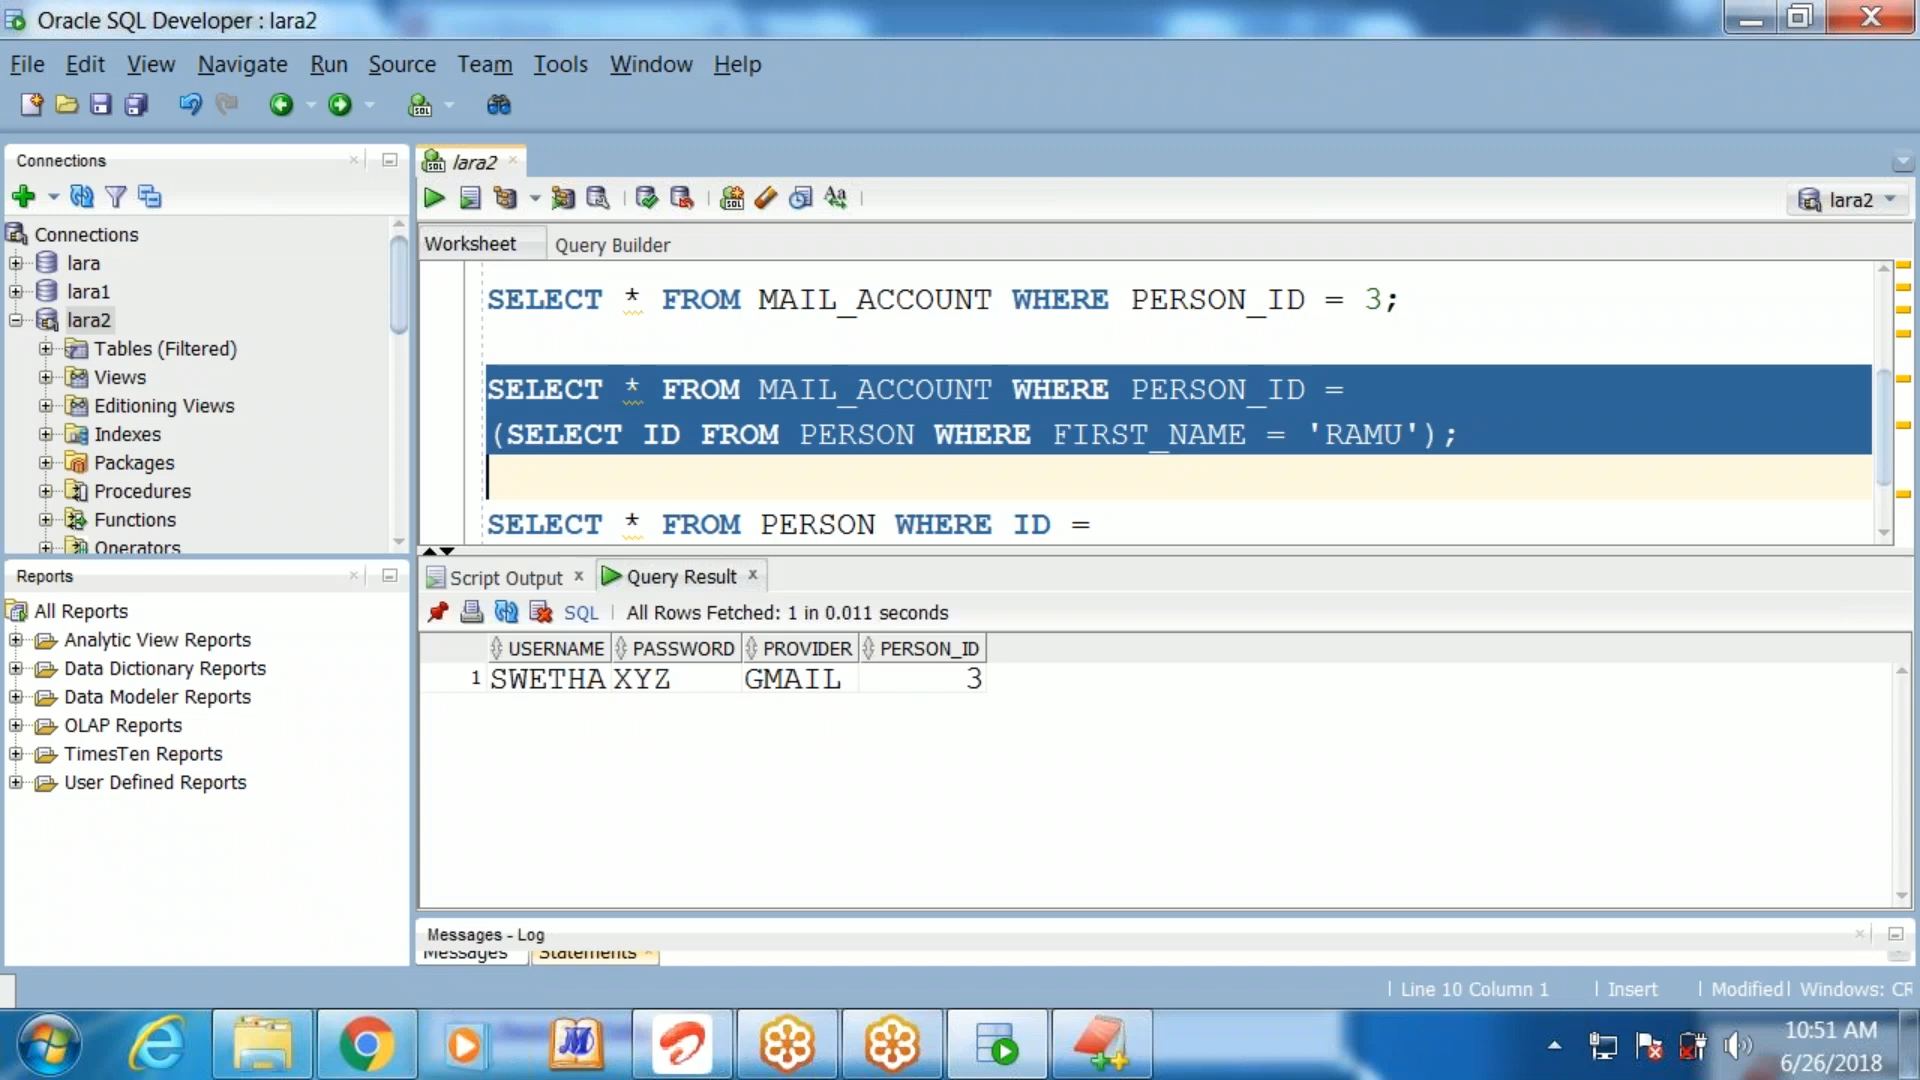 Oracle SQL Developer : lara2
File Edit View Navigate Run Source Team Tools Window Help
Connections
Connections
lara
lara1
lara2
Tables (Filtered)
Views
Editioning Views
Indexes
Packages
Procedures
Functions
Operators
Reports
All Reports
Analytic View Reports
Data Dictionary Reports
Data Modeler Reports
OLAP Reports
TimesTen Reports
User Defined Reports
lara2
lara2
Worksheet Query Builder
SELECT * FROM MAIL_ACCOUNT WHERE PERSON_ID = 3;
SELECT * FROM MAIL_ACCOUNT WHERE PERSON_ID =
(SELECT ID FROM PERSON WHERE FIRST_NAME = 'RAMU');
SELECT * FROM PERSON WHERE ID =
Script Output Query Result
SQL All Rows Fetched: 1 in 0.011 seconds
USERNAME PASSWORD PROVIDER PERSON_ID
1 SWETHA XYZ GMAIL 3
Messages - Log
Messages Statements
Line 10 Column 1 Insert Modified Windows: CR
10:51 AM
6/26/2018